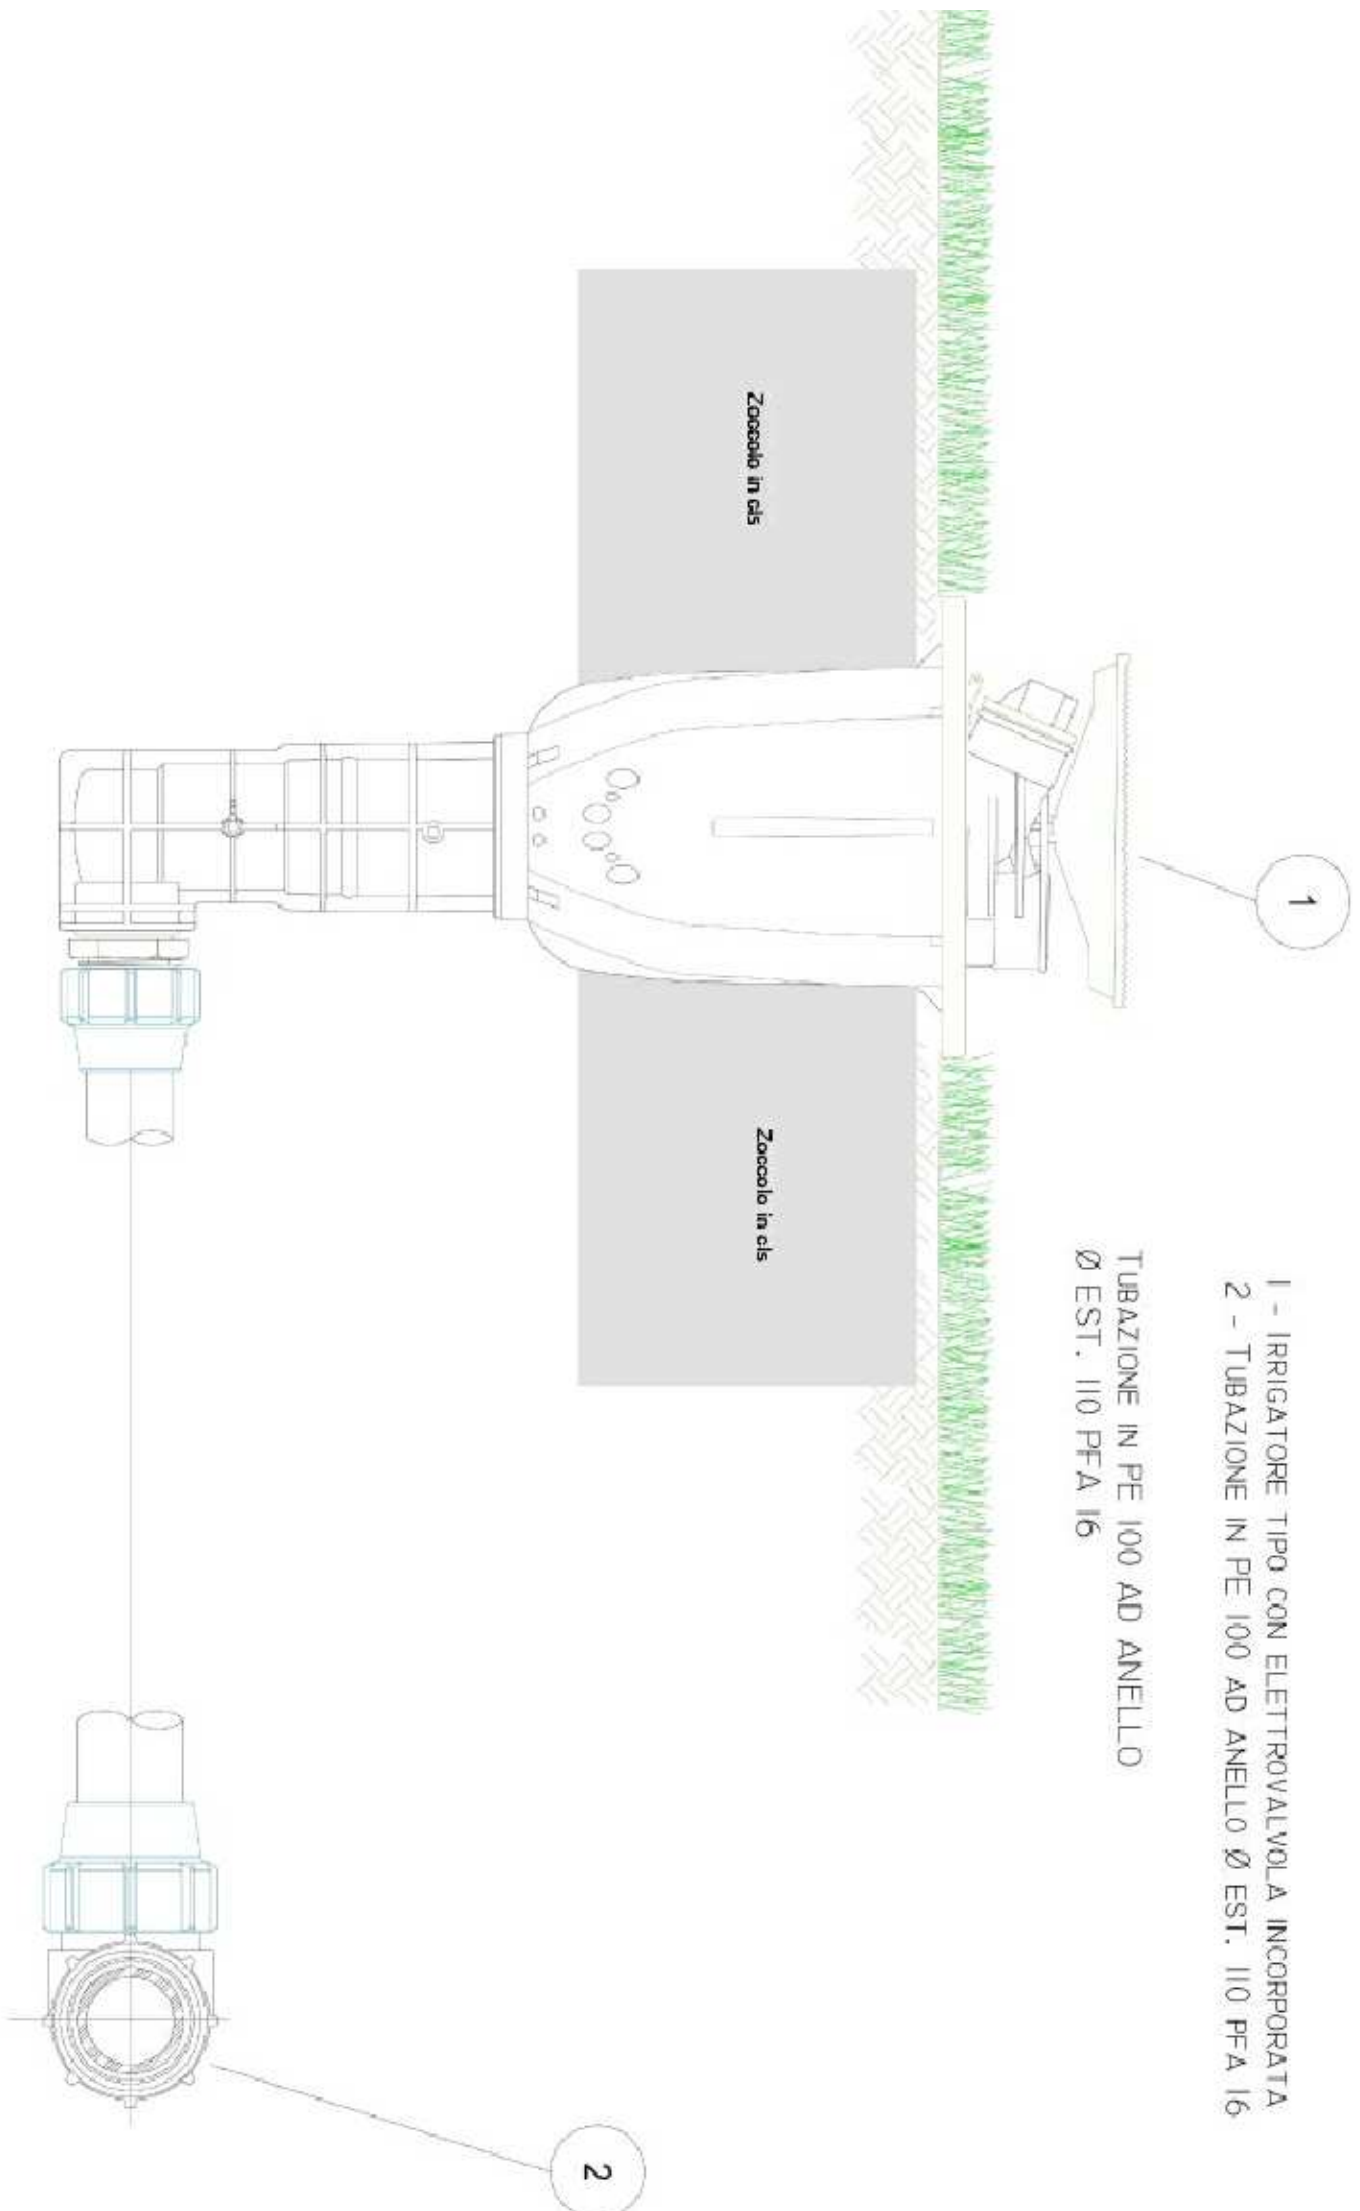 1 - IRRIGATORE TIPO CON ELETTROVALVOLA INCORPORATA
2 - TUBAZIONE IN PE 100 AD ANELLO Ø EST. 110 PFA 16
TUBAZIONE IN PE 100 AD ANELLO
Ø EST. 110 PFA 16
1
Zoccolo in cls
Zoccolo in cls
2